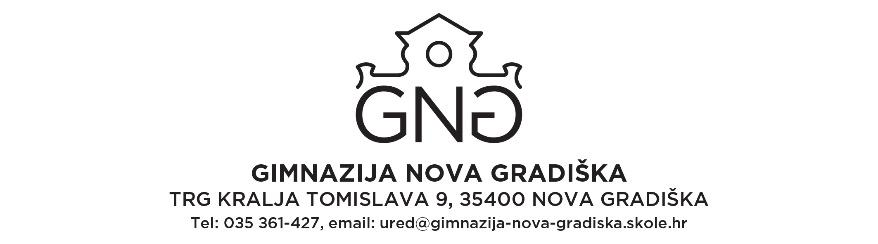 GNG
GIMNAZIJA NOVA GRADIŠKA
TRG KRALJA TOMISLAVA 9, 35400 NOVA GRADIŠKA
Tel: 035 361-427, email: ured@gimnazija-nova-gradiska.skole.hr